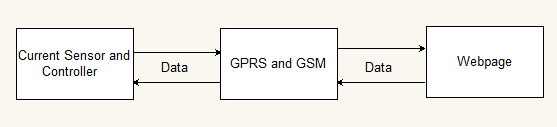 Current Sensor and
Controller
Data
GPRS and GSM
Data
Webpage